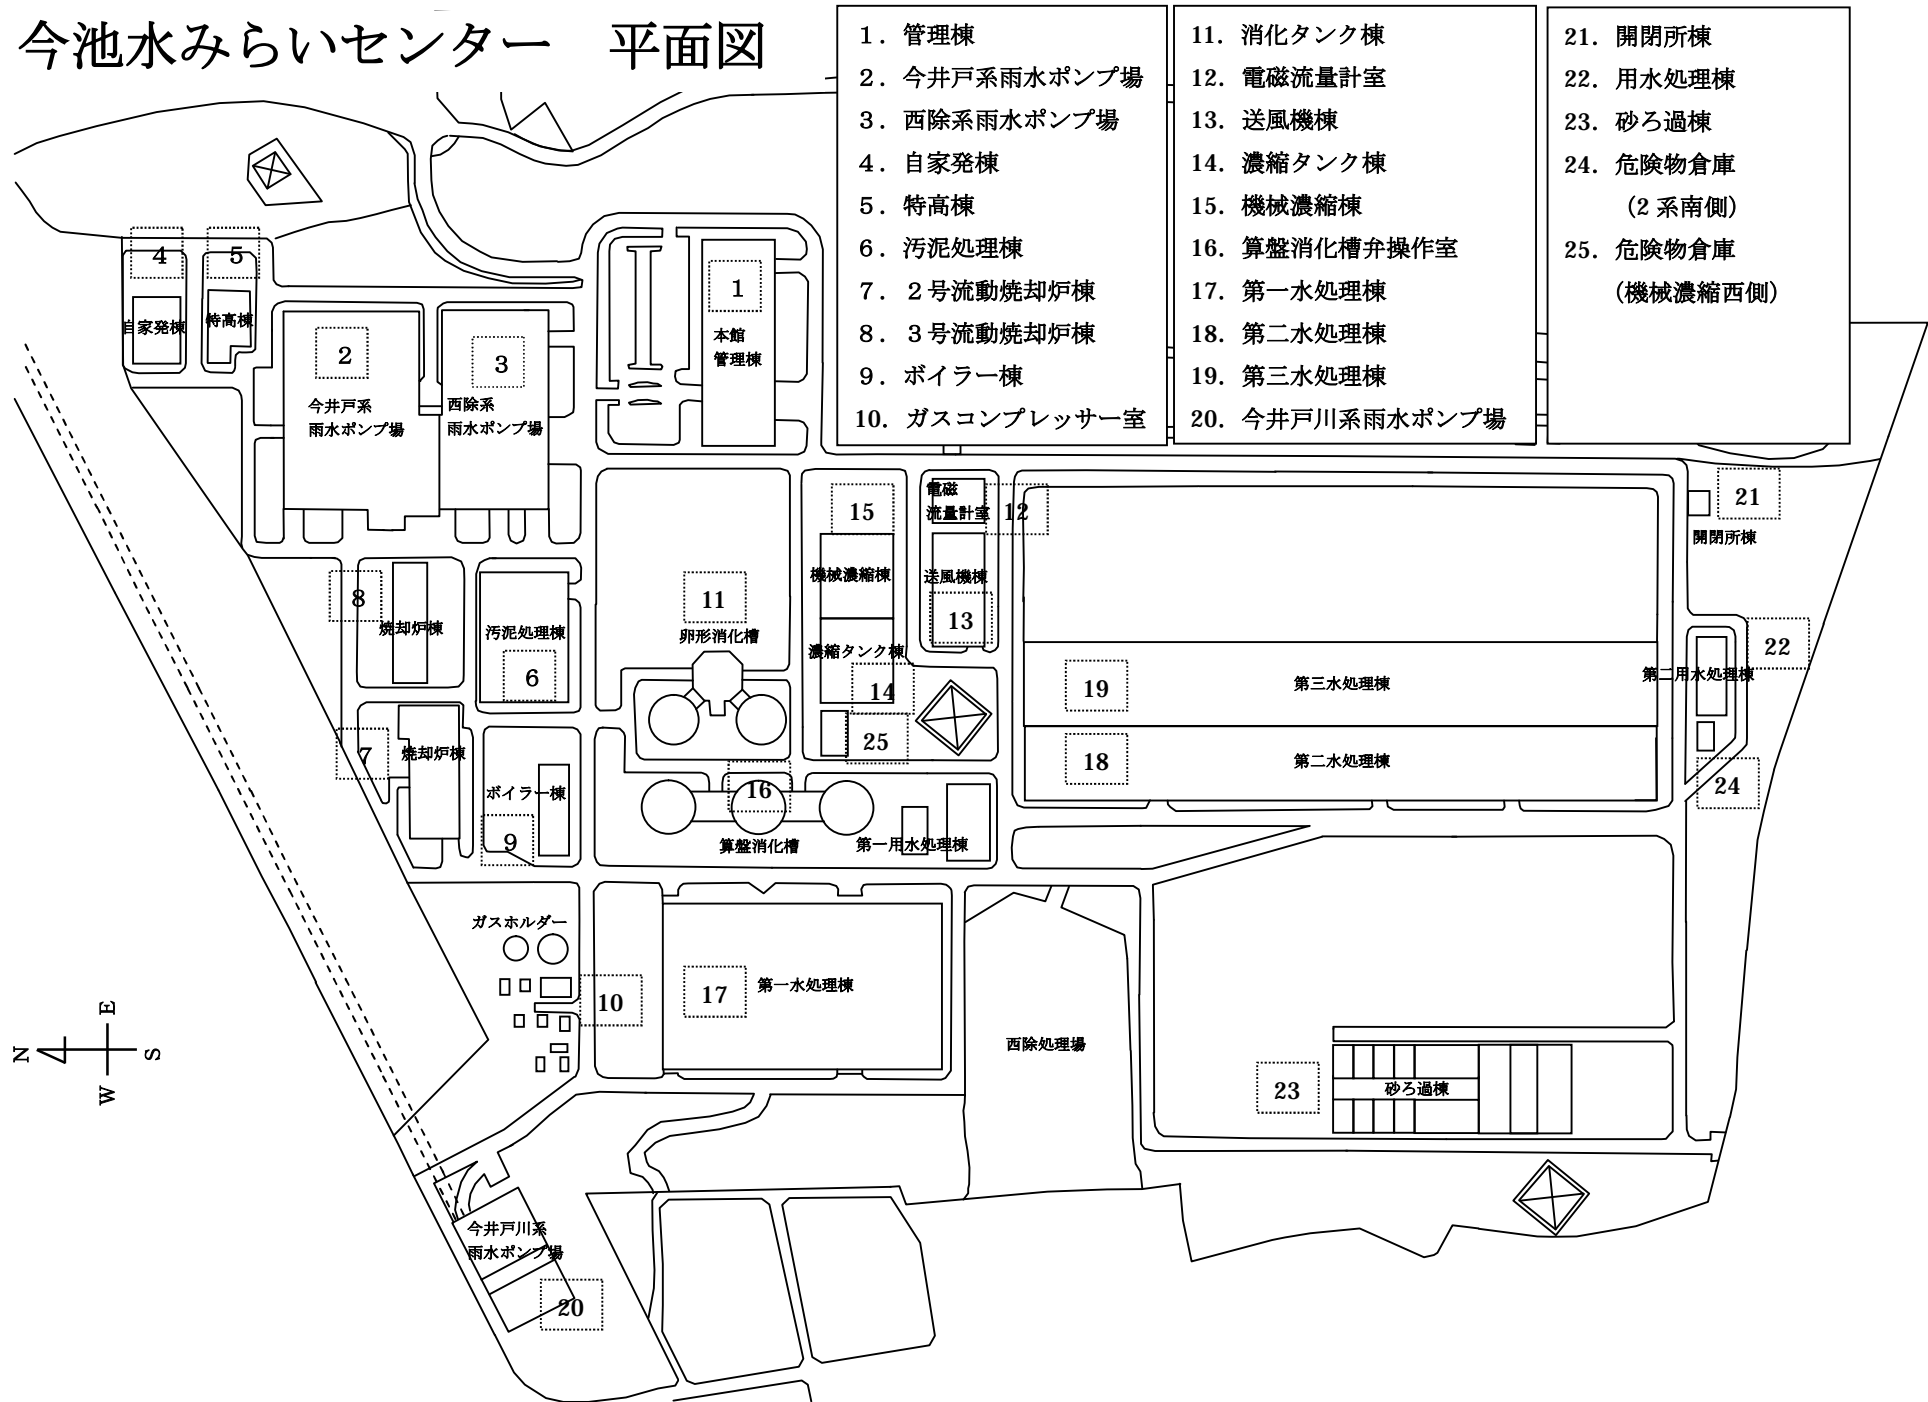 今池水みらいセンター　平面図
1．管理棟
2．今井戸系雨水ポンプ場
3．西除系雨水ポンプ場
4．自家発棟
5．特高棟
6．汚泥処理棟
7．2号流動焼却炉棟
8．3号流動焼却炉棟
9．ボイラー棟
10．ガスコンプレッサー室
11．消化タンク棟
12．電磁流量計室
13．送風機棟
14．濃縮タンク棟
15．機械濃縮棟
16．算盤消化槽弁操作室
17．第一水処理棟
18．第二水処理棟
19．第三水処理棟
20．今井戸川系雨水ポンプ場
21．開閉所棟
22．用水処理棟
23．砂ろ過棟
24．危険物倉庫
（2 系南側）
25．危険物倉庫
（機械濃縮西側）
4
5
自家発棟
特高棟
1
本館
管理棟
2
3
今井戸系
雨水ポンプ場
西除系
雨水ポンプ場
15
電磁
流量計室
12
21
開閉所棟
8
焼却炉棟
汚泥処理棟
6
11
卵形消化槽
機械濃縮棟
送風機棟
13
濃縮タンク棟
14
25
19
第三水処理棟
22
第二用水処理棟
7
焼却炉棟
ボイラー棟
9
16
算盤消化槽
第一用水処理棟
18
第二水処理棟
24
ガスホルダー
10
17
第一水処理棟
西除処理場
23
砂ろ過棟
N
E
S
W
今井戸川系
雨水ポンプ場
20